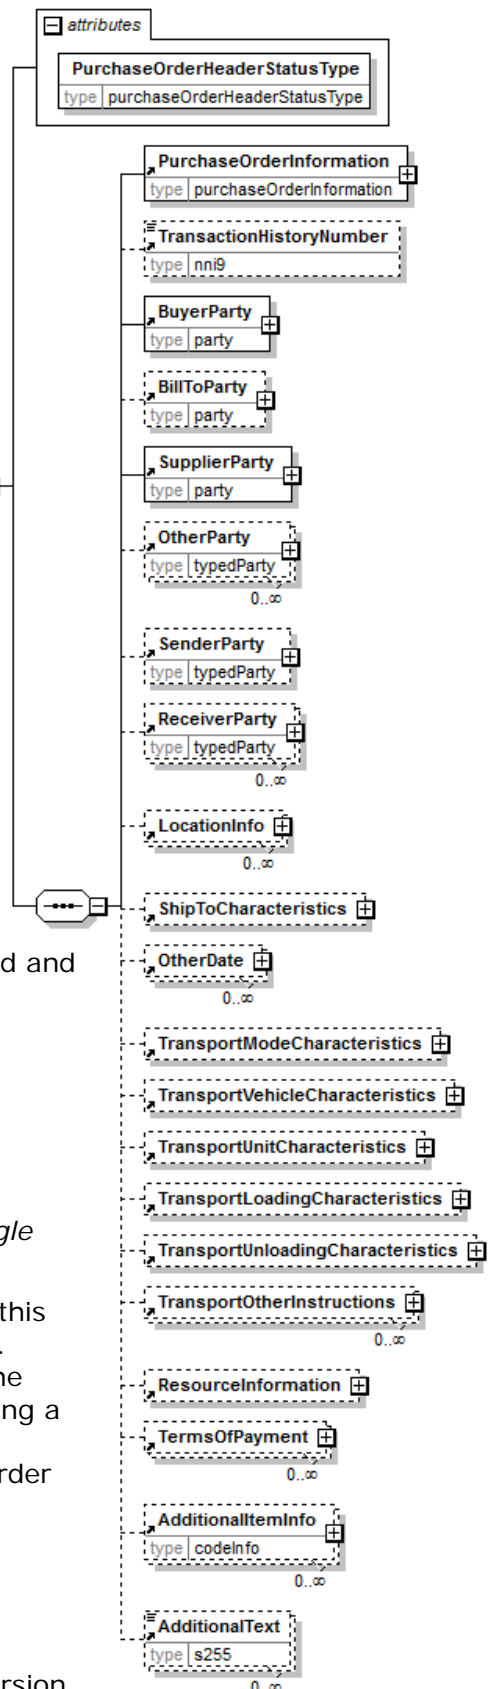 attributes
PurchaseOrderHeaderStatusType
type purchaseOrderHeaderStatusType
PurchaseOrderInformation
type purchaseOrderInformation
TransactionHistoryNumber
type nni9
BuyerParty
type party
BillToParty
type party
SupplierParty
type party
OtherParty
type typedParty
0..∞
SenderParty
type typedParty
ReceiverParty
type typedParty
0..∞
LocationInfo
0..∞
ShipToCharacteristics
d and
OtherDate
0..∞
TransportModeCharacteristics
TransportVehicleCharacteristics
TransportUnitCharacteristics
TransportLoadingCharacteristics
gle
TransportUnloadingCharacteristics
this
TransportOtherInstructions
.
0..∞
ne
ResourceInformation
ng a
TermsOfPayment
0..∞
rder
AdditionalItemInfo
type codeInfo
0..∞
AdditionalText
type s255
0..∞
rsion